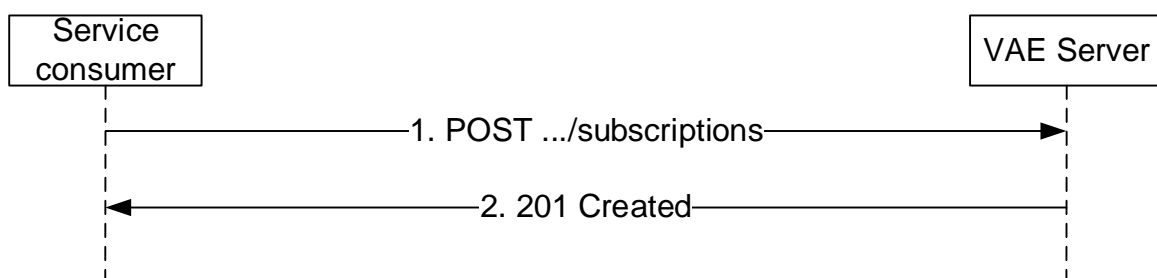 Service
consumer
VAE Server
1. POST .../subscriptions
2. 201 Created